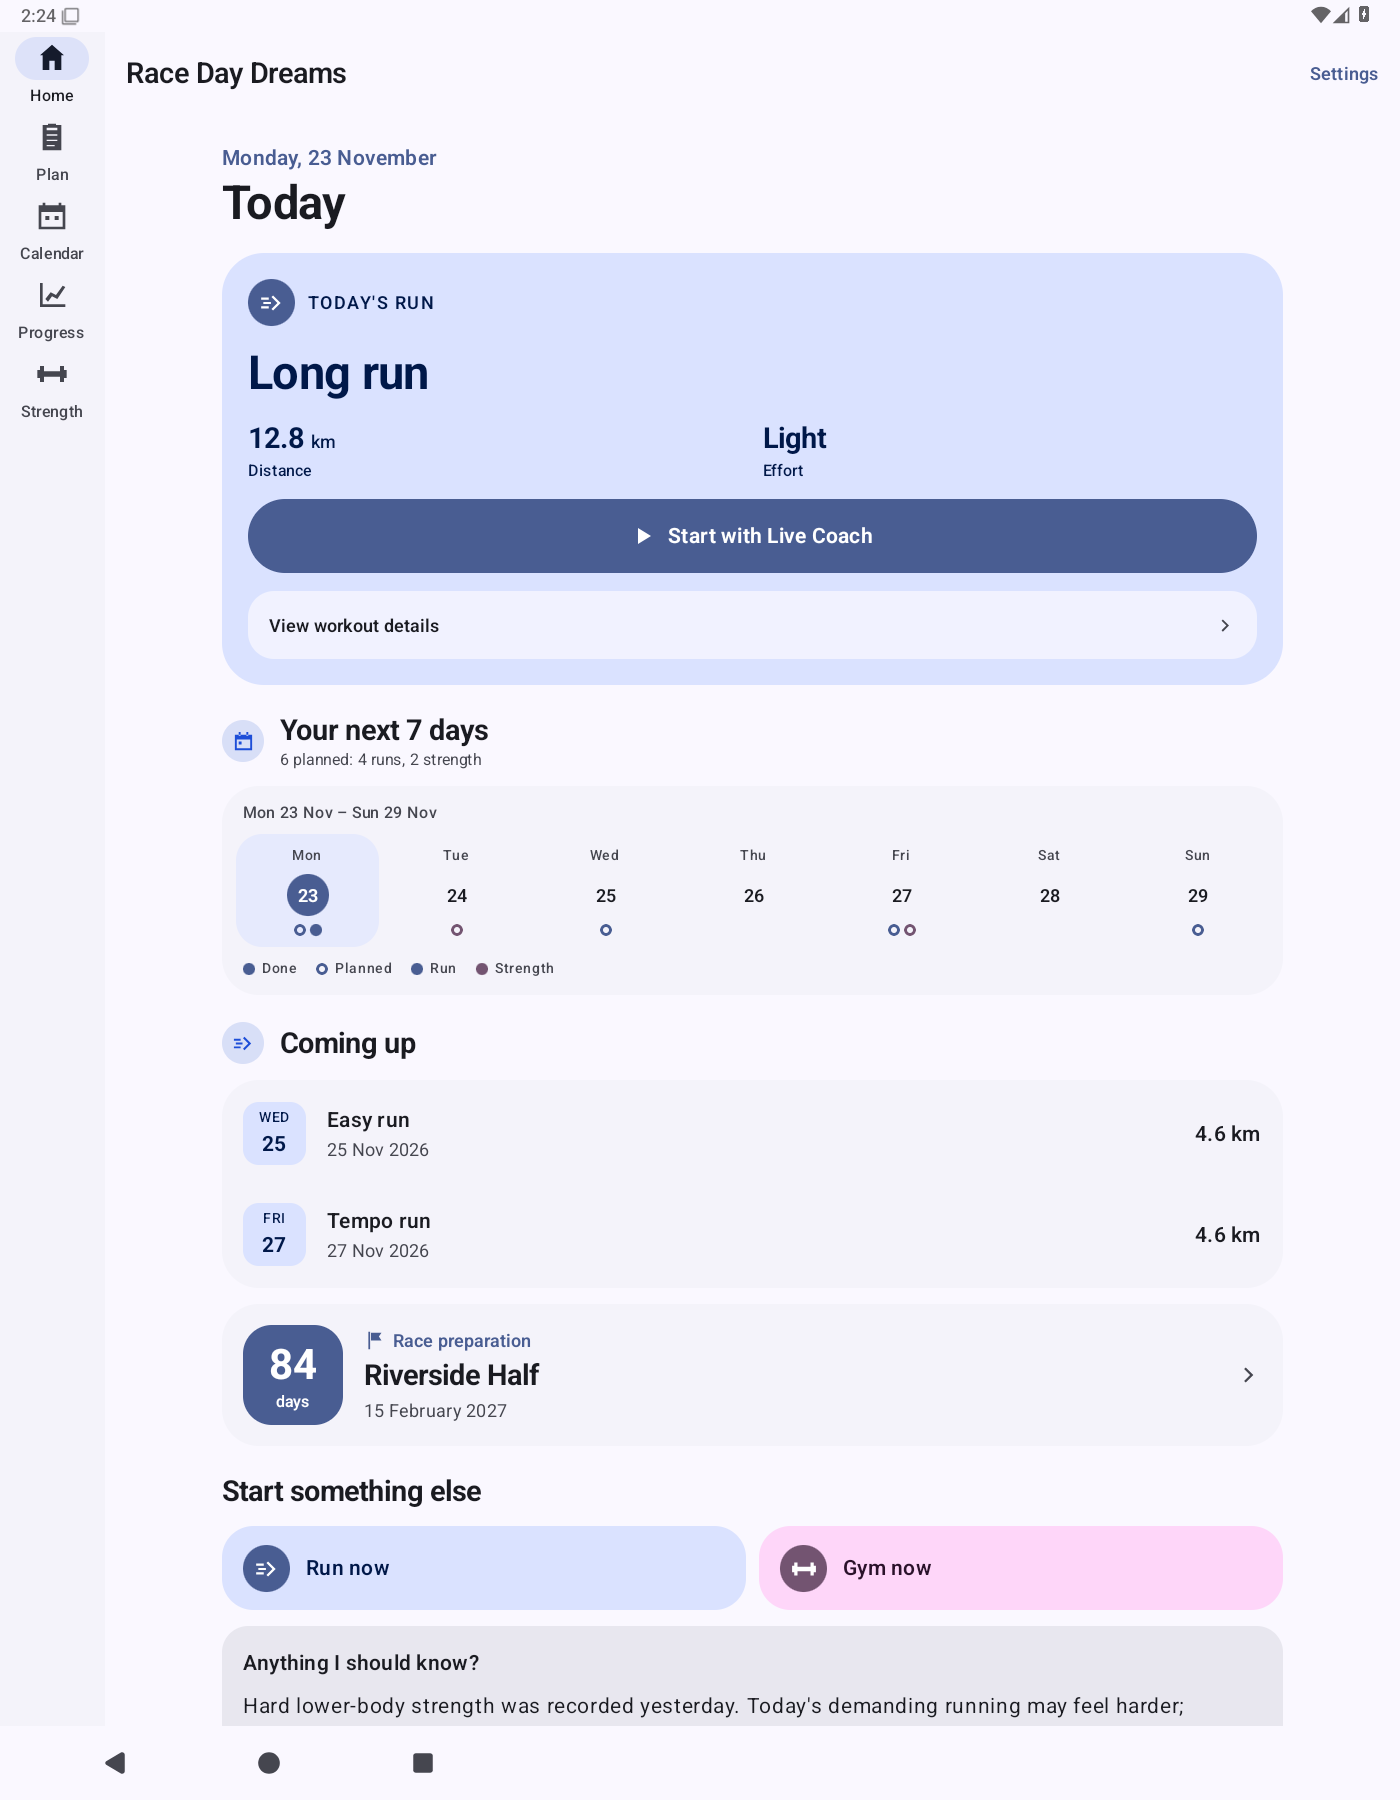 2:24
Home
Plan
Calendar
Progress
Strength
Race Day Dreams
Settings
Monday, 23 November
Today
TODAY'S RUN
Long run
12.8 km
Distance
Light
Effort
Start with Live Coach
View workout details
Your next 7 days
6 planned: 4 runs, 2 strength
Mon 23 Nov – Sun 29 Nov
Mon Tue Wed Thu Fri Sat Sun
23 24 25 26 27 28 29
Done Planned Run Strength
Coming up
WED
25
Easy run
25 Nov 2026
4.6 km
FRI
27
Tempo run
27 Nov 2026
4.6 km
84
days
Race preparation
Riverside Half
15 February 2027
Start something else
Run now
Gym now
Anything I should know?
Hard lower-body strength was recorded yesterday. Today's demanding running may feel harder;